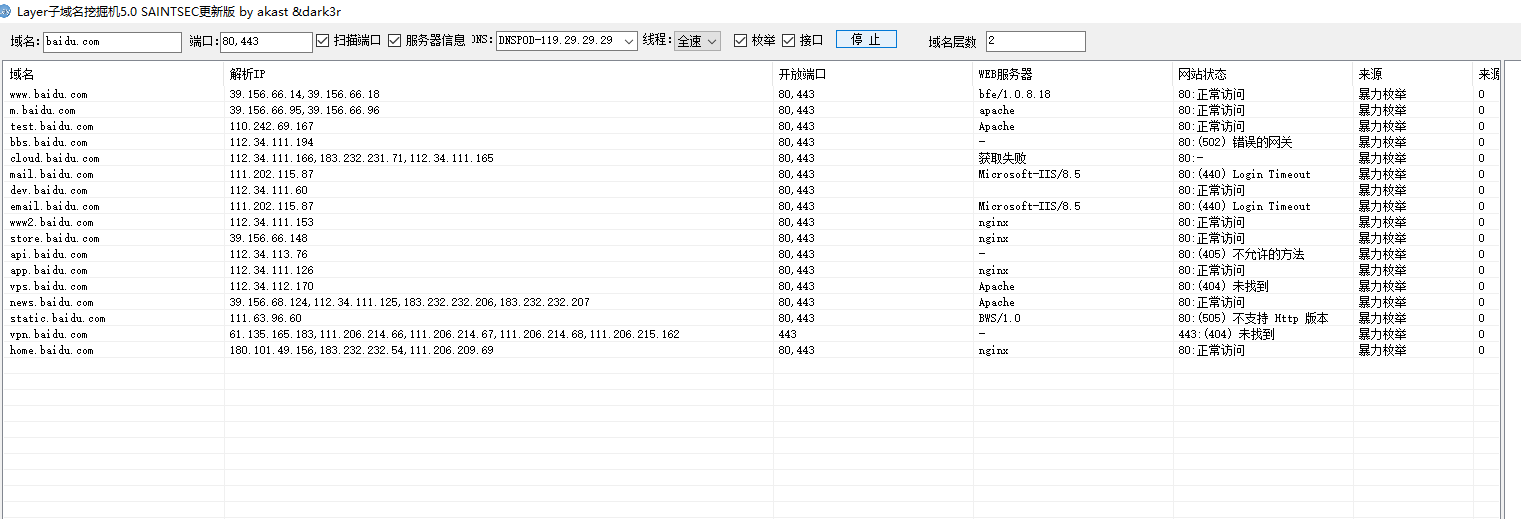 Layer子域名挖掘机5.0 SAINTSEC更新版 by akast &dark3r
域名: baidu.com 端口: 80,443 扫描端口 服务器信息 DNS: DNSPOD-119.29.29.29 线程: 全速 枚举 接口 停 止 域名层数 2
域名 解析IP 开放端口 WEB服务器 网站状态 来源 来源
www.baidu.com 39.156.66.14,39.156.66.18 80,443 bfe/1.0.8.18 80:正常访问 暴力枚举 0
m.baidu.com 39.156.66.95,39.156.66.96 80,443 apache 80:正常访问 暴力枚举 0
test.baidu.com 110.242.69.167 80,443 Apache 80:正常访问 暴力枚举 0
bbs.baidu.com 112.34.111.194 80,443 - 80:(502) 错误的网关 暴力枚举 0
cloud.baidu.com 112.34.111.166,183.232.231.71,112.34.111.165 80,443 获取失败 80:- 暴力枚举 0
mail.baidu.com 111.202.115.87 80,443 Microsoft-IIS/8.5 80:(440) Login Timeout 暴力枚举 0
dev.baidu.com 112.34.111.60 80,443 80:正常访问 暴力枚举 0
email.baidu.com 111.202.115.87 80,443 Microsoft-IIS/8.5 80:(440) Login Timeout 暴力枚举 0
www2.baidu.com 112.34.111.153 80,443 nginx 80:正常访问 暴力枚举 0
store.baidu.com 39.156.66.148 80,443 nginx 80:正常访问 暴力枚举 0
api.baidu.com 112.34.113.76 80,443 - 80:(405) 不允许的方法 暴力枚举 0
app.baidu.com 112.34.111.126 80,443 nginx 80:正常访问 暴力枚举 0
vps.baidu.com 112.34.112.170 80,443 Apache 80:(404) 未找到 暴力枚举 0
news.baidu.com 39.156.68.124,112.34.111.125,183.232.232.206,183.232.232.207 80,443 Apache 80:正常访问 暴力枚举 0
static.baidu.com 111.63.96.60 80,443 BWS/1.0 80:(505) 不支持 Http 版本 暴力枚举 0
vpn.baidu.com 61.135.165.183,111.206.214.66,111.206.214.67,111.206.214.68,111.206.215.162 443 - 443:(404) 未找到 暴力枚举 0
home.baidu.com 180.101.49.156,183.232.232.54,111.206.209.69 80,443 nginx 80:正常访问 暴力枚举 0